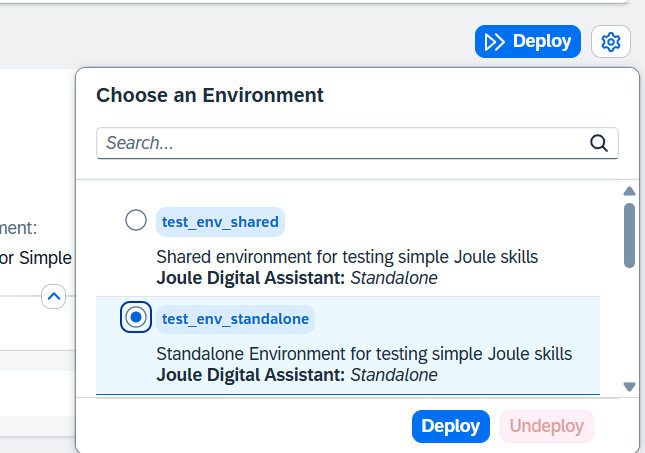 Deploy
Choose an Environment
Search...
test_env_shared
Shared environment for testing simple Joule skills
Joule Digital Assistant: Standalone
ment:
or Simple
test_env_standalone
Standalone Environment for testing simple Joule skills
Joule Digital Assistant: Standalone
Deploy
Undeploy